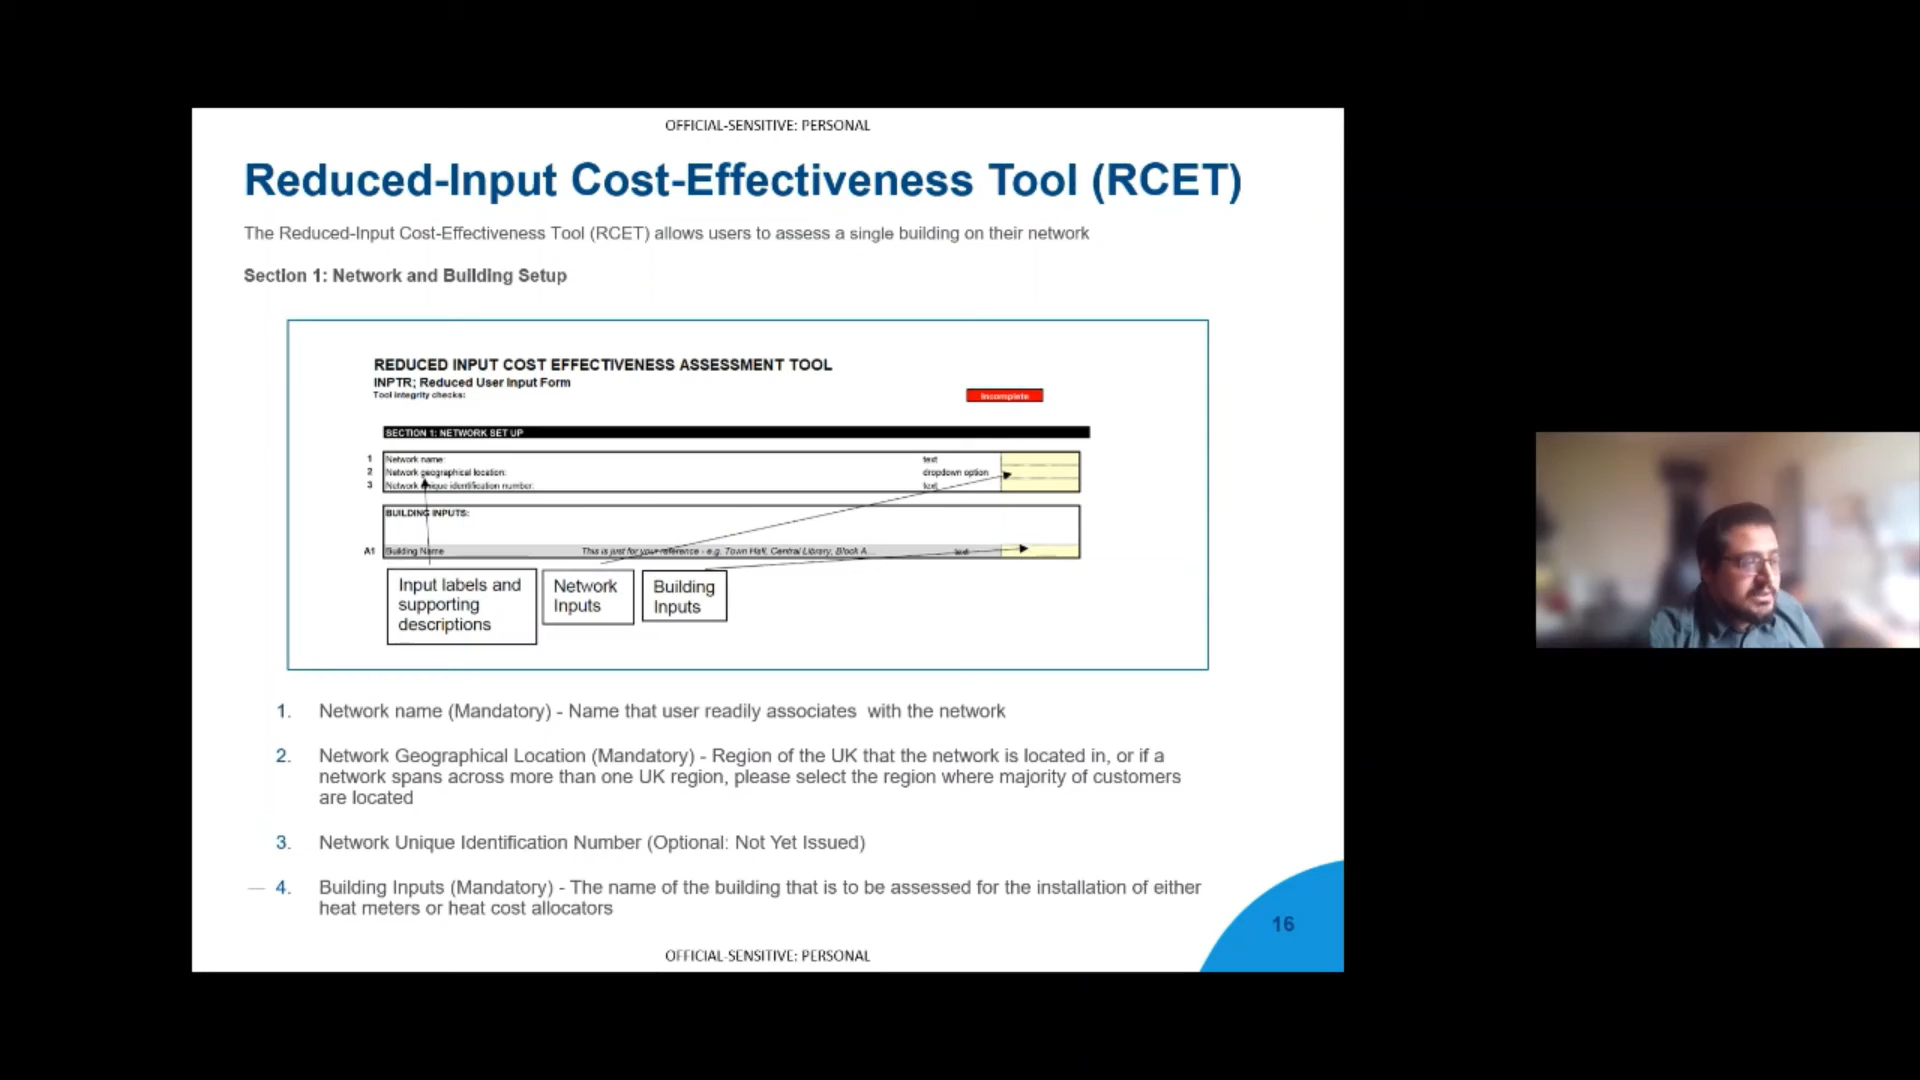 OFFICIAL-SENSITIVE: PERSONAL
Reduced-Input Cost-Effectiveness Tool (RCET)
The Reduced-Input Cost-Effectiveness Tool (RCET) allows users to assess a single building on their network
Section 1: Network and Building Setup
REDUCED INPUT COST EFFECTIVENESS ASSESSMENT TOOL
INPTR; Reduced User Input Form
Tool integrity checks:
Incomplete
SECTION 1: NETWORK SET UP
1 Network name: text
2 Network geographical location: dropdown option
3 Network unique identification number: text
BUILDING INPUTS:
A1 Building Name This is just for your reference - e.g. Town Hall, Central Library, Block A... text
Input labels and
supporting
descriptions
Network
Inputs
Building
Inputs
1. Network name (Mandatory) - Name that user readily associates with the network
2. Network Geographical Location (Mandatory) - Region of the UK that the network is located in, or if a
network spans across more than one UK region, please select the region where majority of customers
are located
3. Network Unique Identification Number (Optional: Not Yet Issued)
4. Building Inputs (Mandatory) - The name of the building that is to be assessed for the installation of either
heat meters or heat cost allocators
16
OFFICIAL-SENSITIVE: PERSONAL